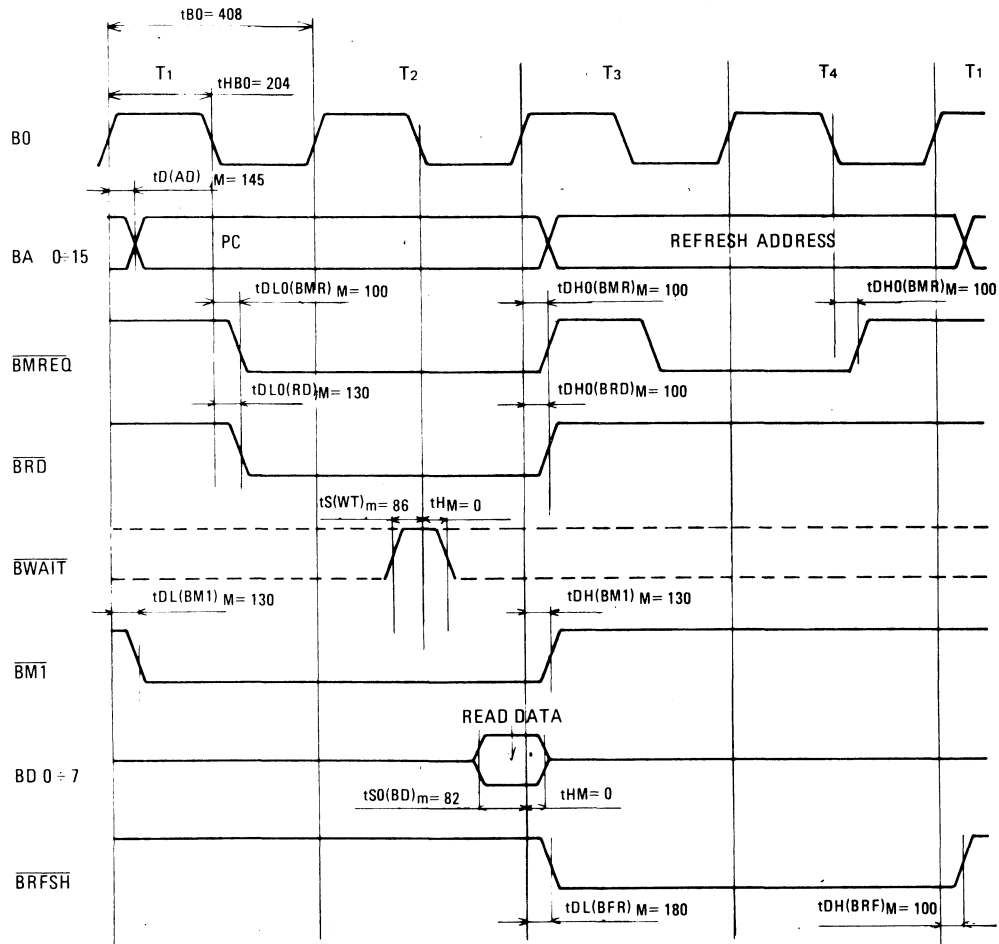 tB0= 408
T1 T2 T3 T4 T1
tHB0= 204
B0
tD(AD) M= 145
BA 0÷15 PC REFRESH ADDRESS
tDL0(BMR) M= 100 tDH0(BMR) M= 100 tDH0(BMR) M= 100
BMREQ
tDL0(RD) M= 130 tDH0(BRD) M= 100
BRD
tS(WT) m= 86 tH M= 0
BWAIT
tDL(BM1) M= 130 tDH(BM1) M= 130
BM1
READ DATA
BD 0÷7
tS0(BD) m= 82 tHM= 0
BRFSH
tDL(BFR) M= 180 tDH(BRF) M= 100